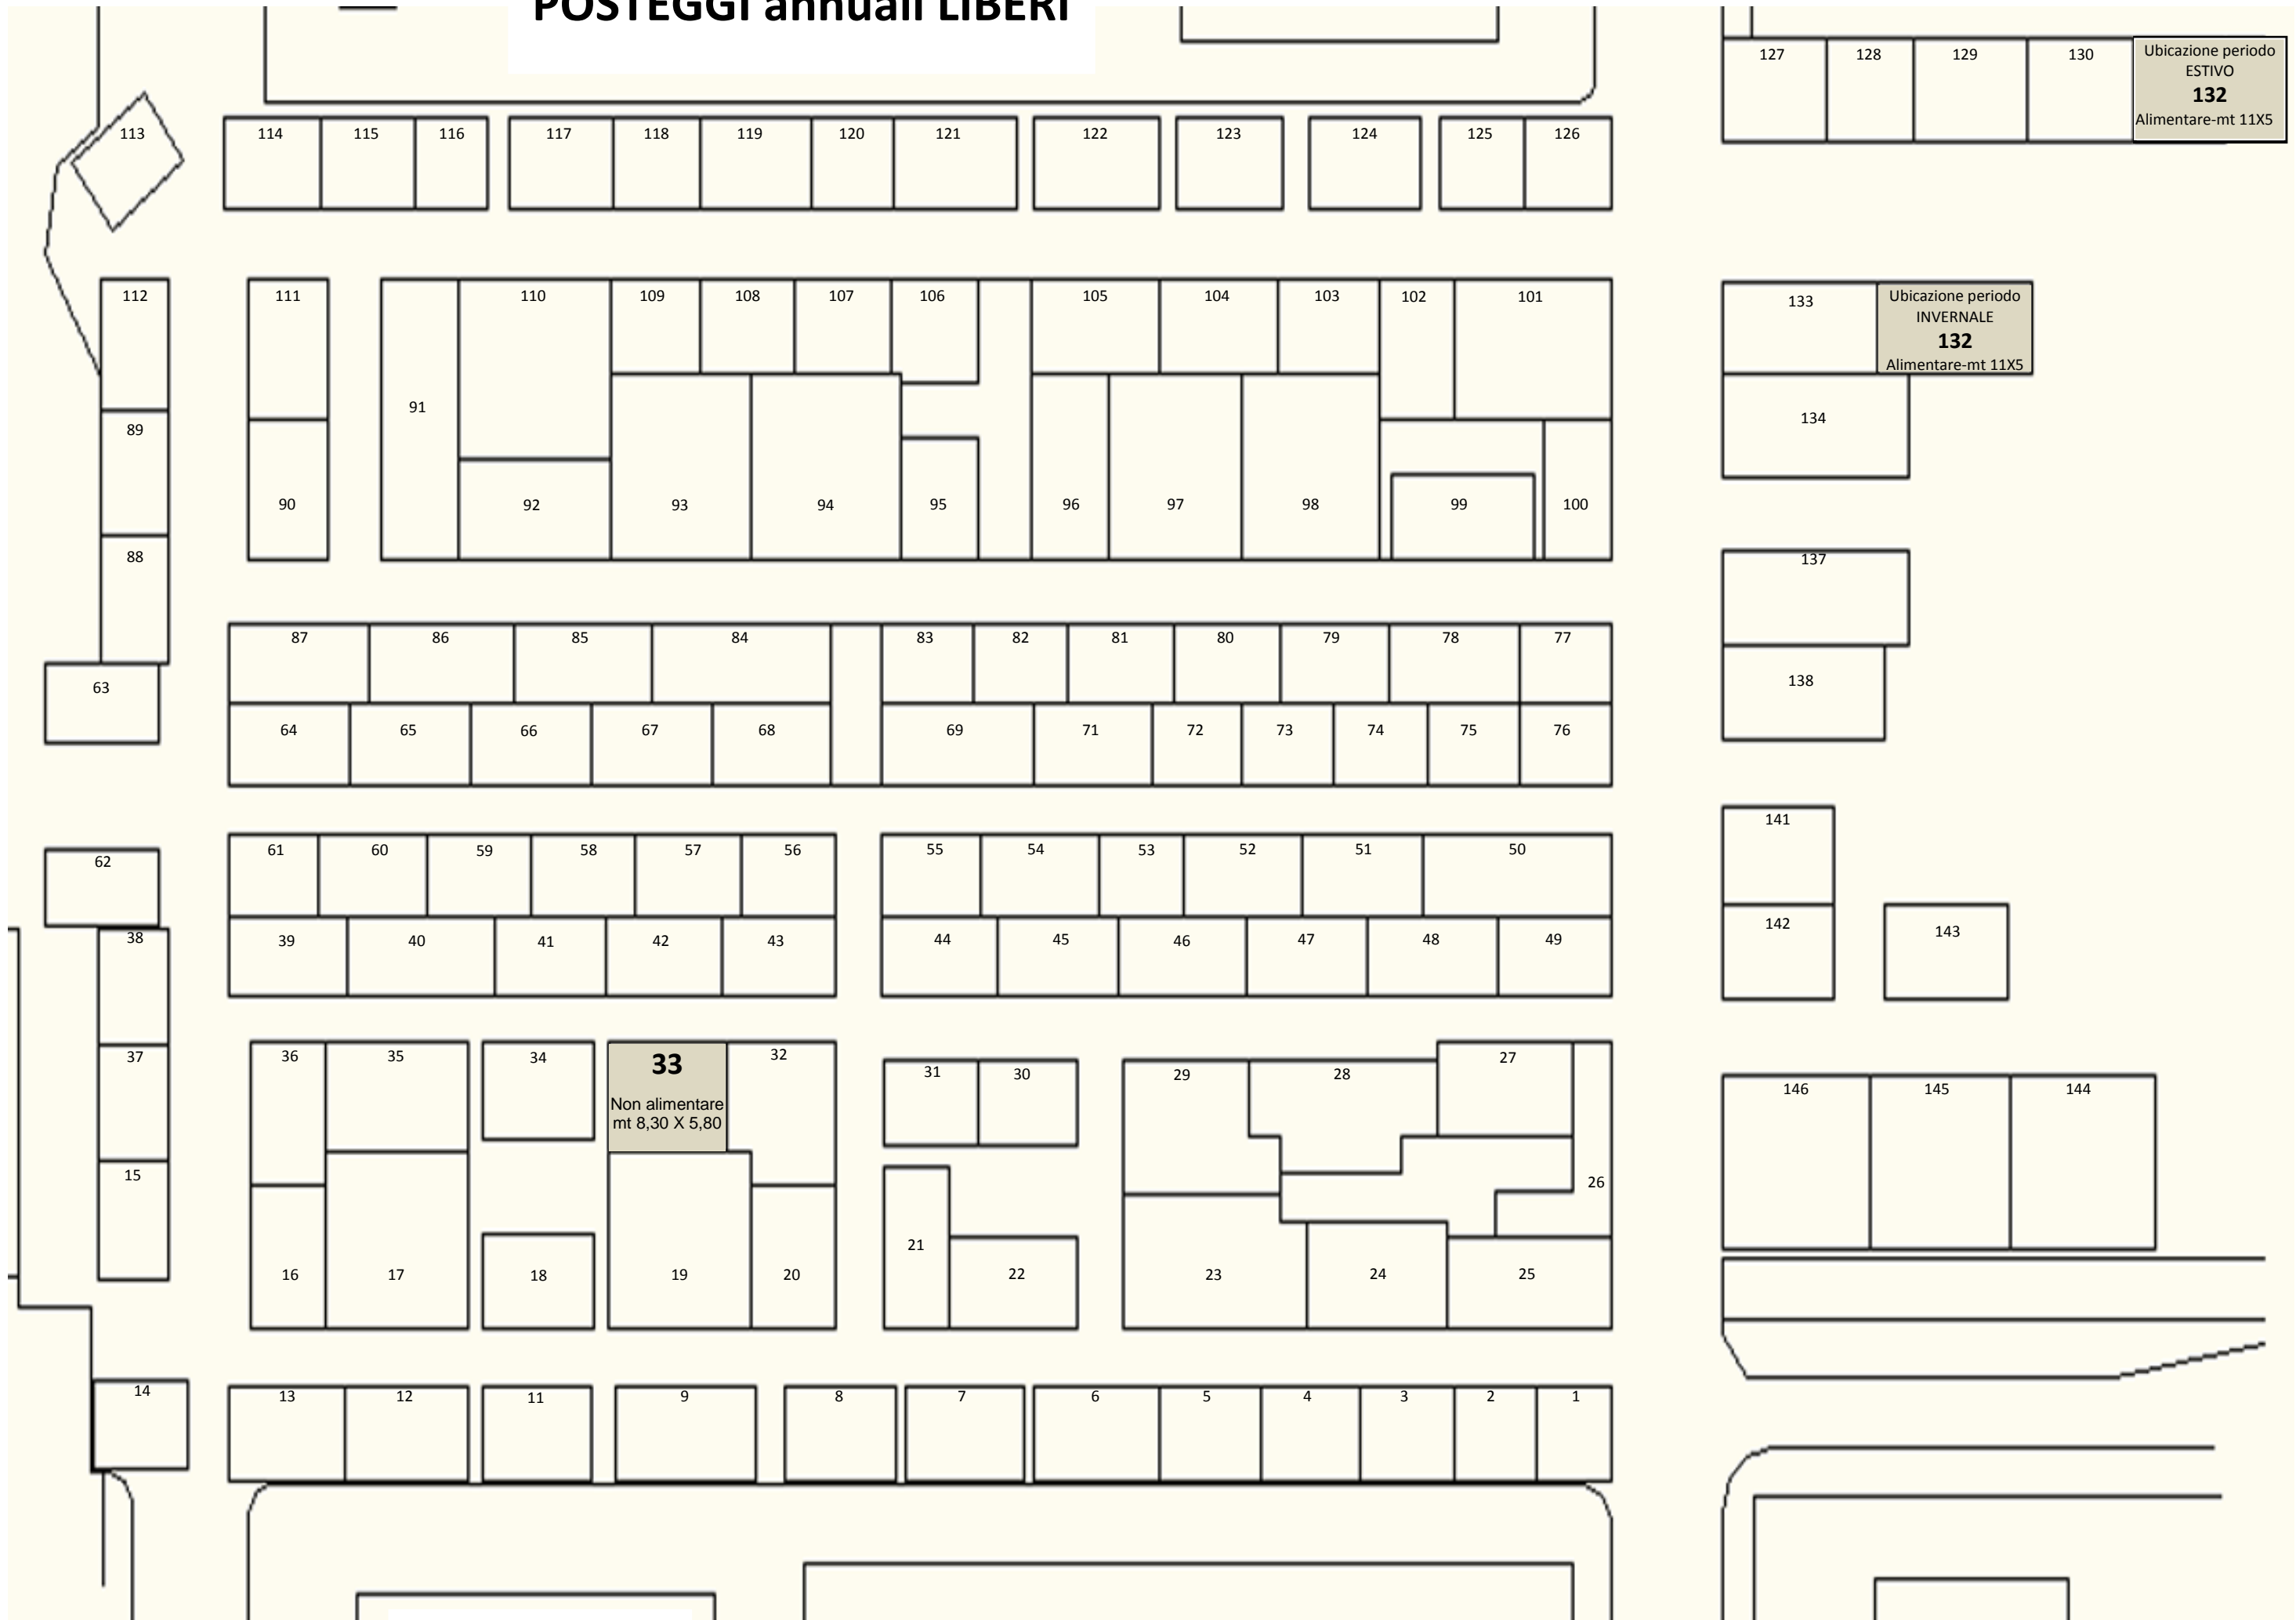 POSTEGGI annuali LIBERI
127 128 129 130
Ubicazione periodo
ESTIVO
132
Alimentare-mt 11X5
113 114 115 116 117 118 119 120 121 122 123 124 125 126
112 111 110 109 108 107 106 105 104 103 102 101
133
Ubicazione periodo
INVERNALE
132
Alimentare-mt 11X5
91
134
89
90 92 93 94 95 96 97 98 99 100
88
137
87 86 85 84 83 82 81 80 79 78 77
63
138
64 65 66 67 68 69 71 72 73 74 75 76
141
62 61 60 59 58 57 56 55 54 53 52 51 50
142
143
38 39 40 41 42 43 44 45 46 47 48 49
37 36 35 34
33
Non alimentare
mt 8,30 X 5,80
32 31 30 29 28 27
146 145 144
15
26
21
16 17 18 19 20 22 23 24 25
14 13 12 11 9 8 7 6 5 4 3 2 1